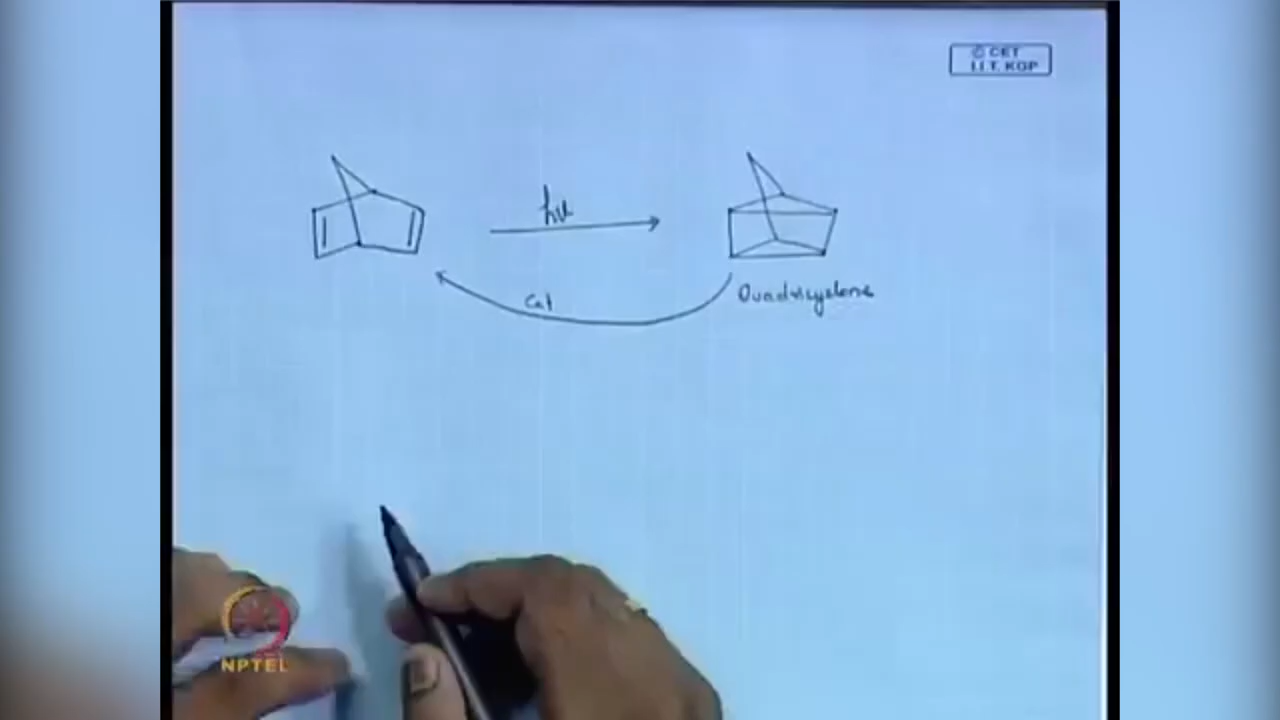 © CET
I.I.T. KGP
hν
Cat
Quadricyclene
NPTEL